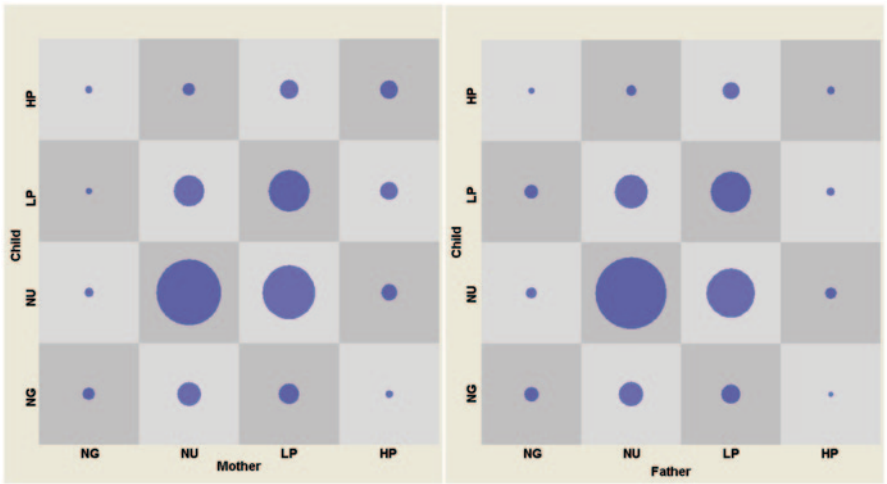 HP
LP
NU
NG
Child
NG NU LP HP
Mother
HP
LP
NU
NG
Child
NG NU LP HP
Father